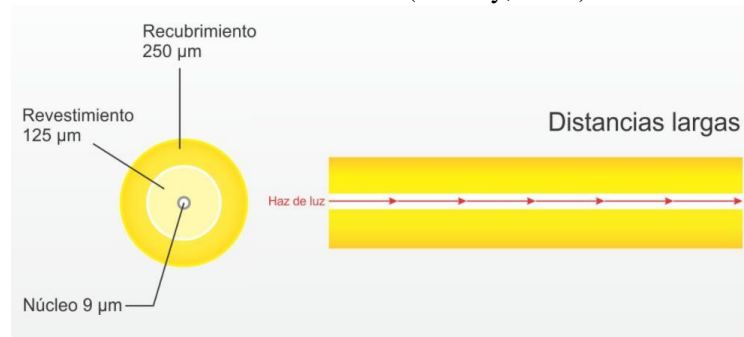 Recubrimiento
250 µm
Revestimiento
125 µm
Distancias largas
Haz de luz
Núcleo 9 µm